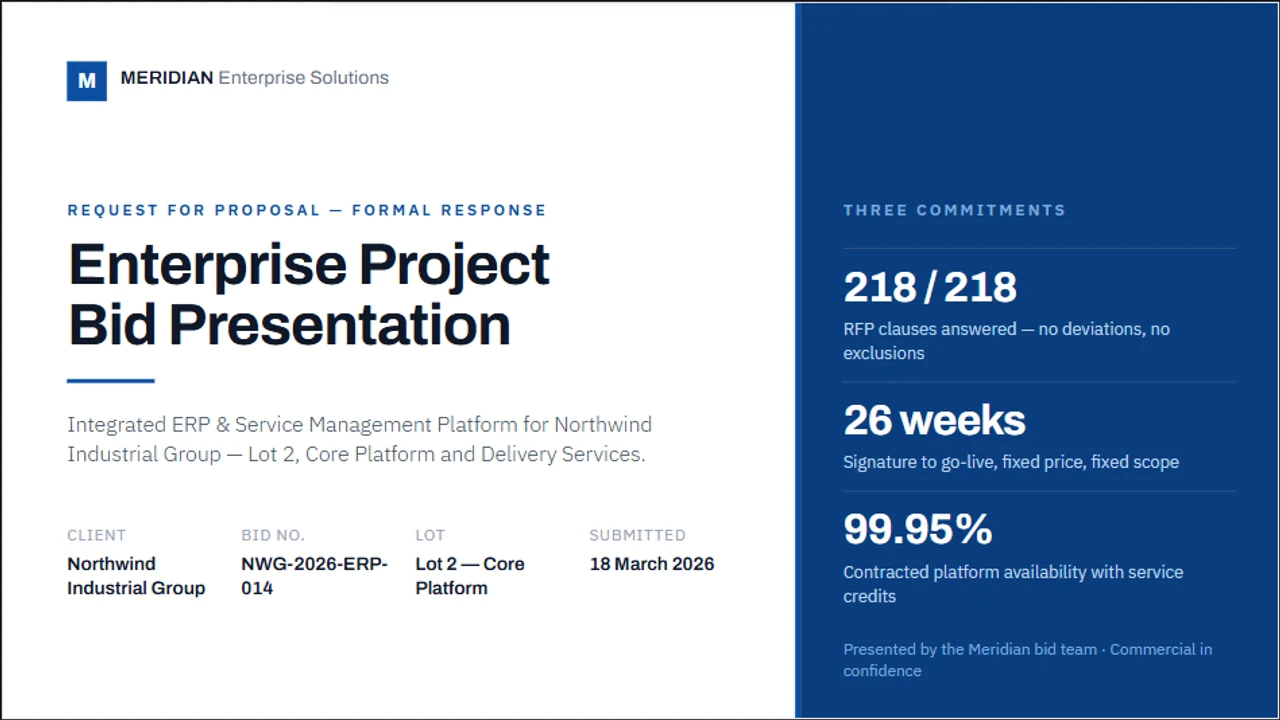 M
MERIDIAN Enterprise Solutions
REQUEST FOR PROPOSAL — FORMAL RESPONSE
Enterprise Project
Bid Presentation
Integrated ERP & Service Management Platform for Northwind
Industrial Group — Lot 2, Core Platform and Delivery Services.
CLIENT
Northwind
Industrial Group
BID NO.
NWG-2026-ERP-
014
LOT
Lot 2 — Core
Platform
SUBMITTED
18 March 2026
THREE COMMITMENTS
218 / 218
RFP clauses answered — no deviations, no
exclusions
26 weeks
Signature to go-live, fixed price, fixed scope
99.95%
Contracted platform availability with service
credits
Presented by the Meridian bid team · Commercial in
confidence